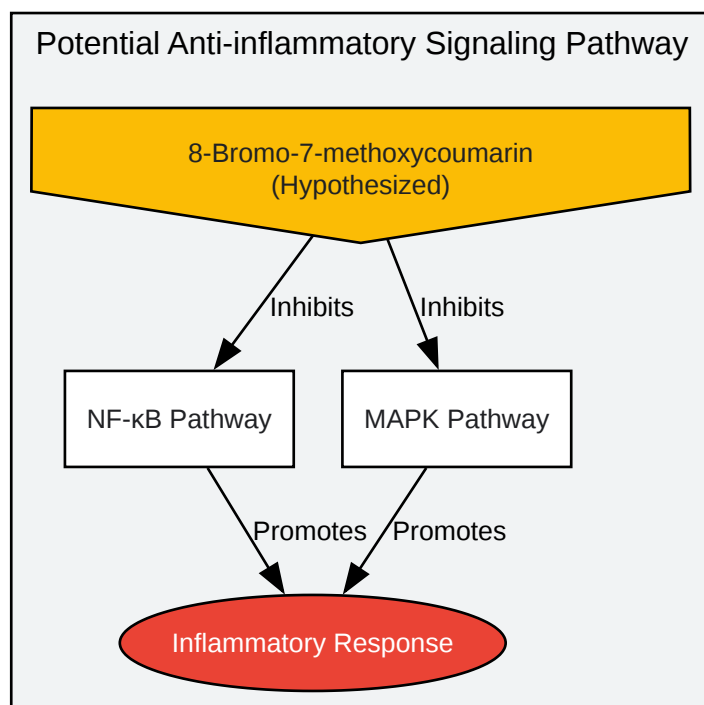 Potential Anti-inflammatory Signaling Pathway
8-Bromo-7-methoxycoumarin
(Hypothesized)
Inhibits
Inhibits
NF-κB Pathway
MAPK Pathway
Promotes
Promotes
Inflammatory Response